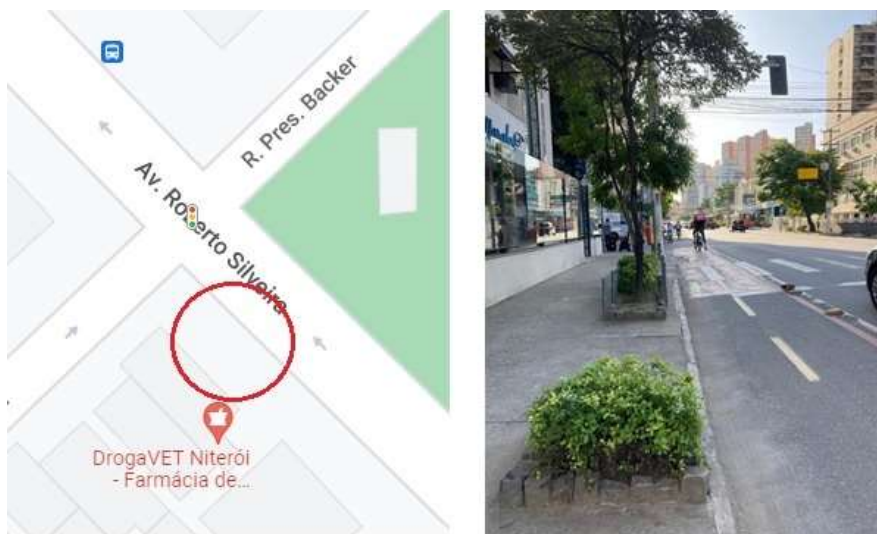 R. Pres. Backer
Av. Roberto Silveira
DrogaVET Niterói
- Farmácia de...